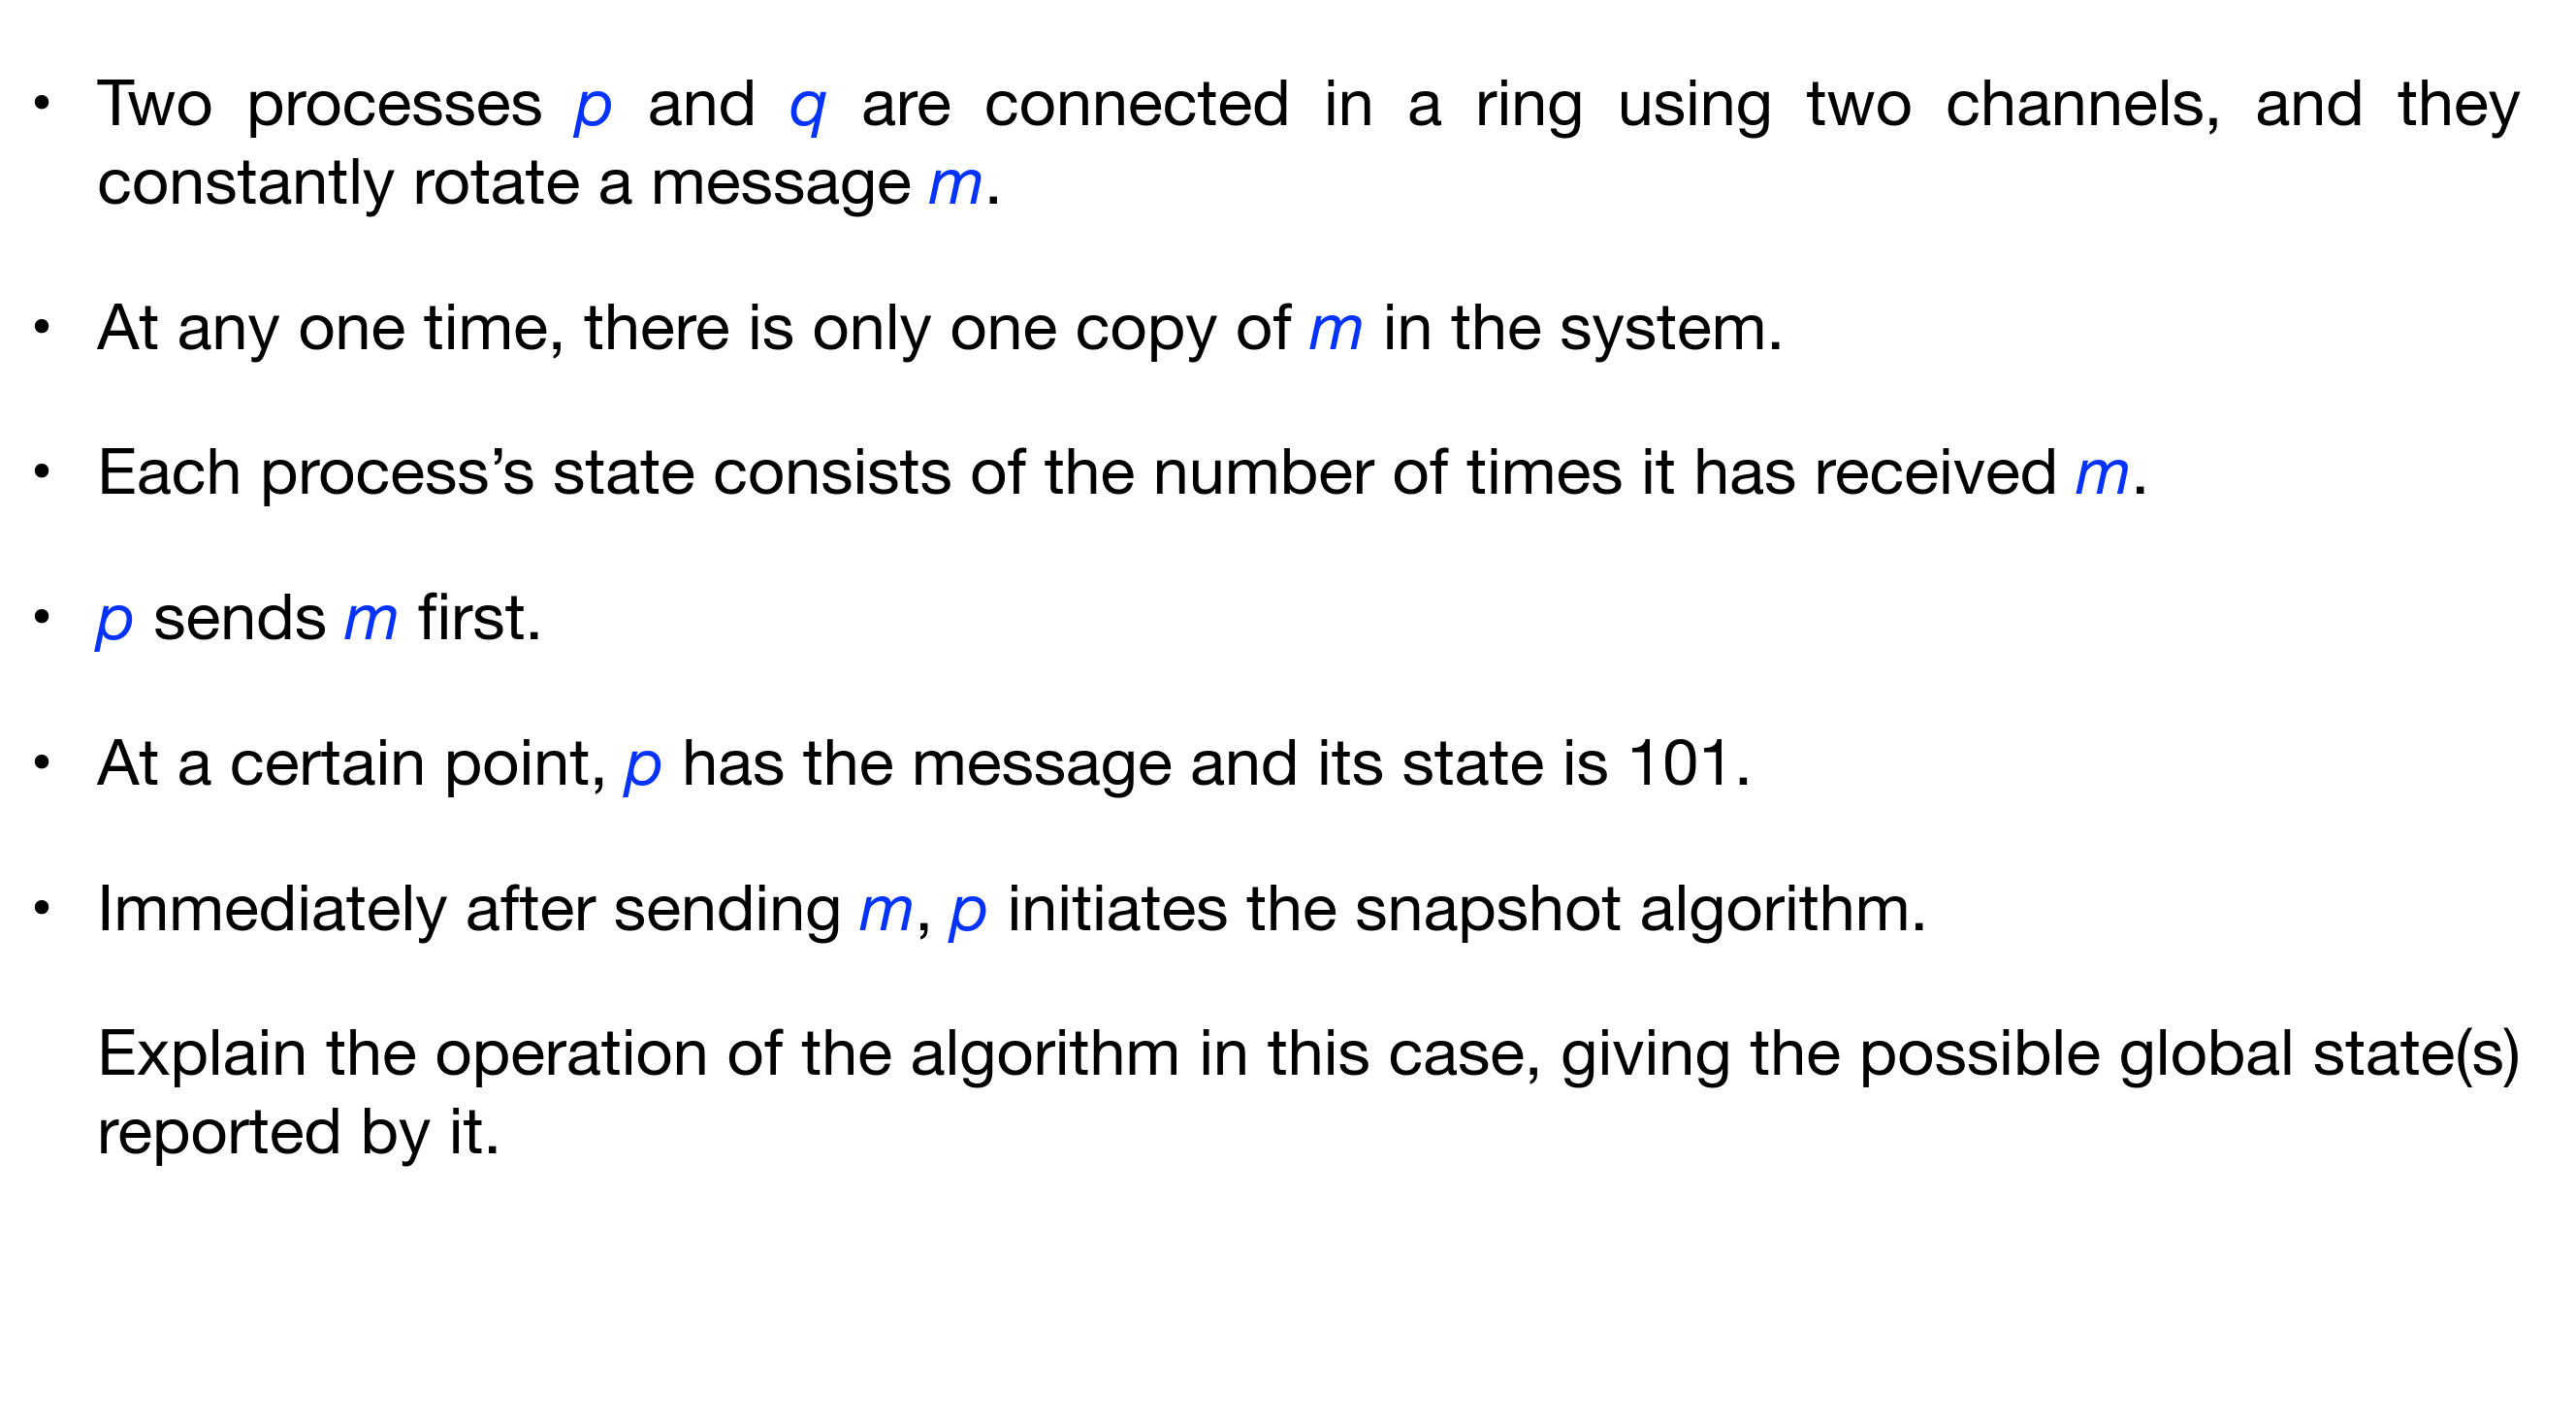 • Two processes p and q are connected in a ring using two channels, and they
constantly rotate a message m.
• At any one time, there is only one copy of m in the system.
• Each process’s state consists of the number of times it has received m.
• p sends m first.
• At a certain point, p has the message and its state is 101.
• Immediately after sending m, p initiates the snapshot algorithm.
Explain the operation of the algorithm in this case, giving the possible global state(s)
reported by it.